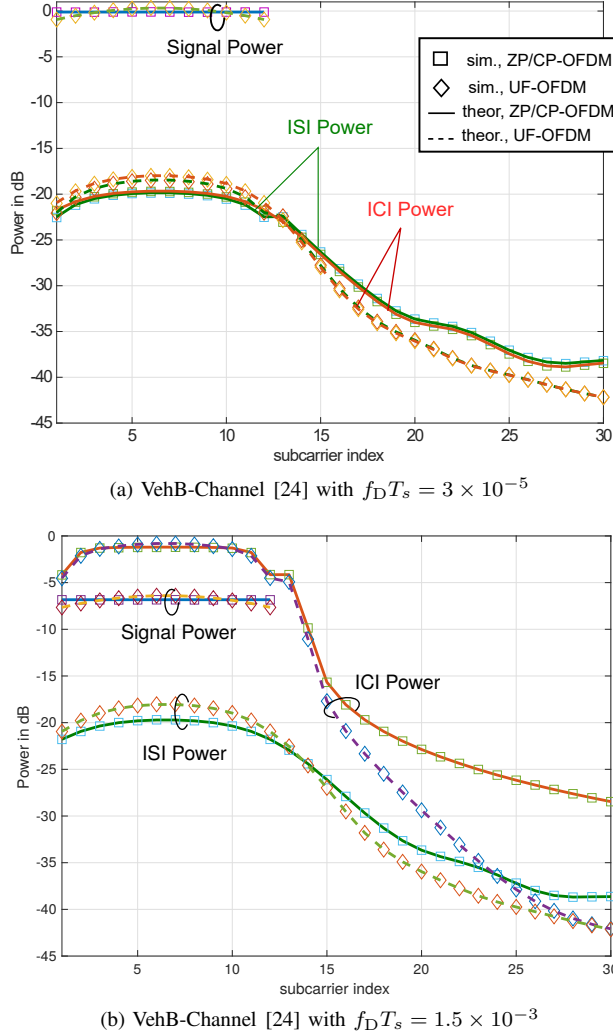 0
-5
-10
-15
-20
-25
-30
-35
-40
-45
Power in dB
Signal Power
sim., ZP/CP-OFDM
sim., UF-OFDM
theor, ZP/CP-OFDM
theor., UF-OFDM
ISI Power
ICI Power
5 10 15 20 25 30
subcarrier index
(a) VehB-Channel [24] with f_D T_s = 3 × 10⁻⁵
0
-5
-10
-15
-20
-25
-30
-35
-40
-45
Power in dB
Signal Power
ICI Power
ISI Power
5 10 15 20 25 30
subcarrier index
(b) VehB-Channel [24] with f_D T_s = 1.5 × 10⁻³